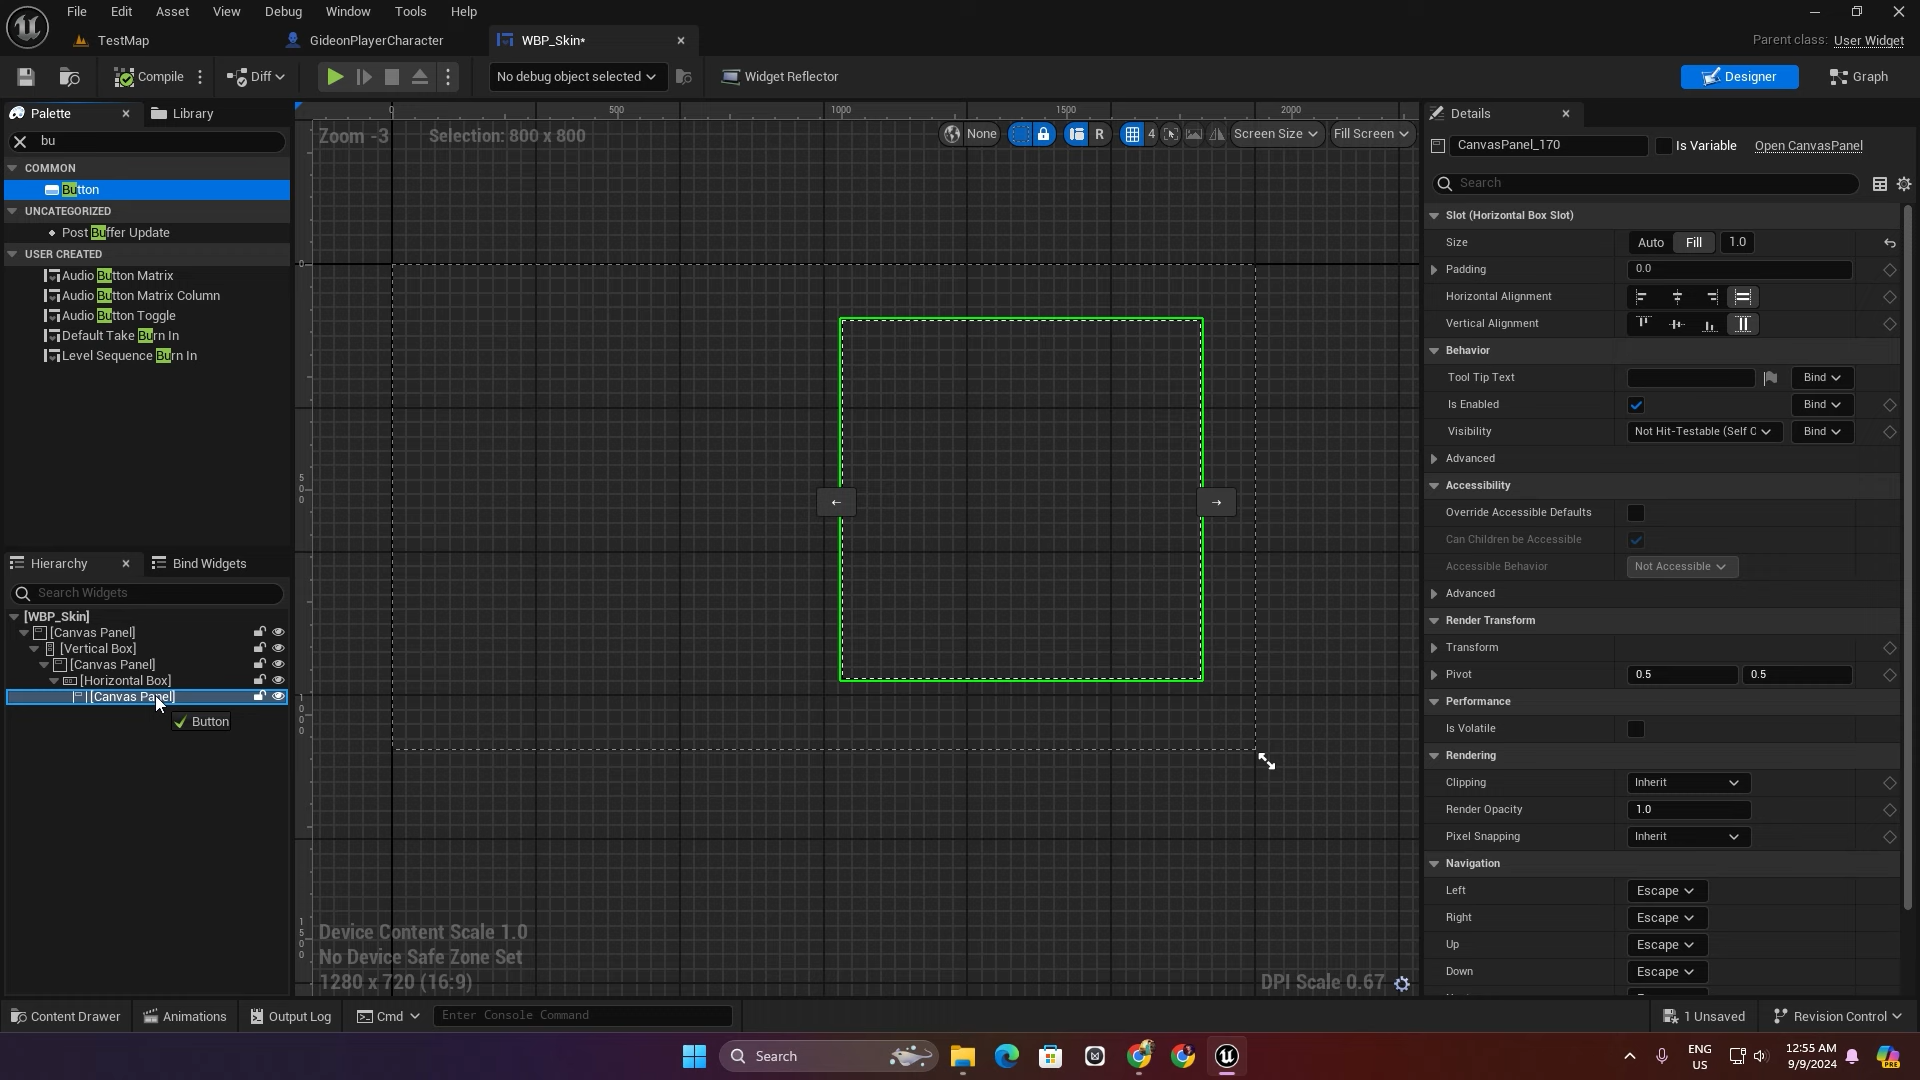 File Edit Asset View Debug Window Tools Help
TestMap GideonPlayerCharacter WBP_Skin*
Parent class: User Widget
Compile Diff No debug object selected Widget Reflector Designer Graph
Palette Library
bu
COMMON
Button
UNCATEGORIZED
Post Buffer Update
USER CREATED
Audio Button Matrix
Audio Button Matrix Column
Audio Button Toggle
Default Take Burn In
Level Sequence Burn In
Hierarchy Bind Widgets
Search Widgets
[WBP_Skin]
[Canvas Panel]
[Vertical Box]
[Canvas Panel]
[Horizontal Box]
[Canvas Panel]
Button
0 500 1000 1500 2000
Zoom -3 Selection: 800 x 800
None R 4 Screen Size Fill Screen
0
500
1000
1500
← →
Device Content Scale 1.0
No Device Safe Zone Set
1280 x 720 (16:9)
DPI Scale 0.67
Details
CanvasPanel_170 Is Variable Open CanvasPanel
Search
Slot (Horizontal Box Slot)
Size Auto Fill 1.0
Padding 0.0
Horizontal Alignment
Vertical Alignment
Behavior
Tool Tip Text Bind
Is Enabled Bind
Visibility Not Hit-Testable (Self C Bind
Advanced
Accessibility
Override Accessible Defaults
Can Children be Accessible
Accessible Behavior Not Accessible
Advanced
Render Transform
Transform
Pivot 0.5 0.5
Performance
Is Volatile
Rendering
Clipping Inherit
Render Opacity 1.0
Pixel Snapping Inherit
Navigation
Left Escape
Right Escape
Up Escape
Down Escape
Content Drawer Animations Output Log Cmd Enter Console Command 1 Unsaved Revision Control
Search
ENG
US
12:55 AM
9/9/2024
PRE